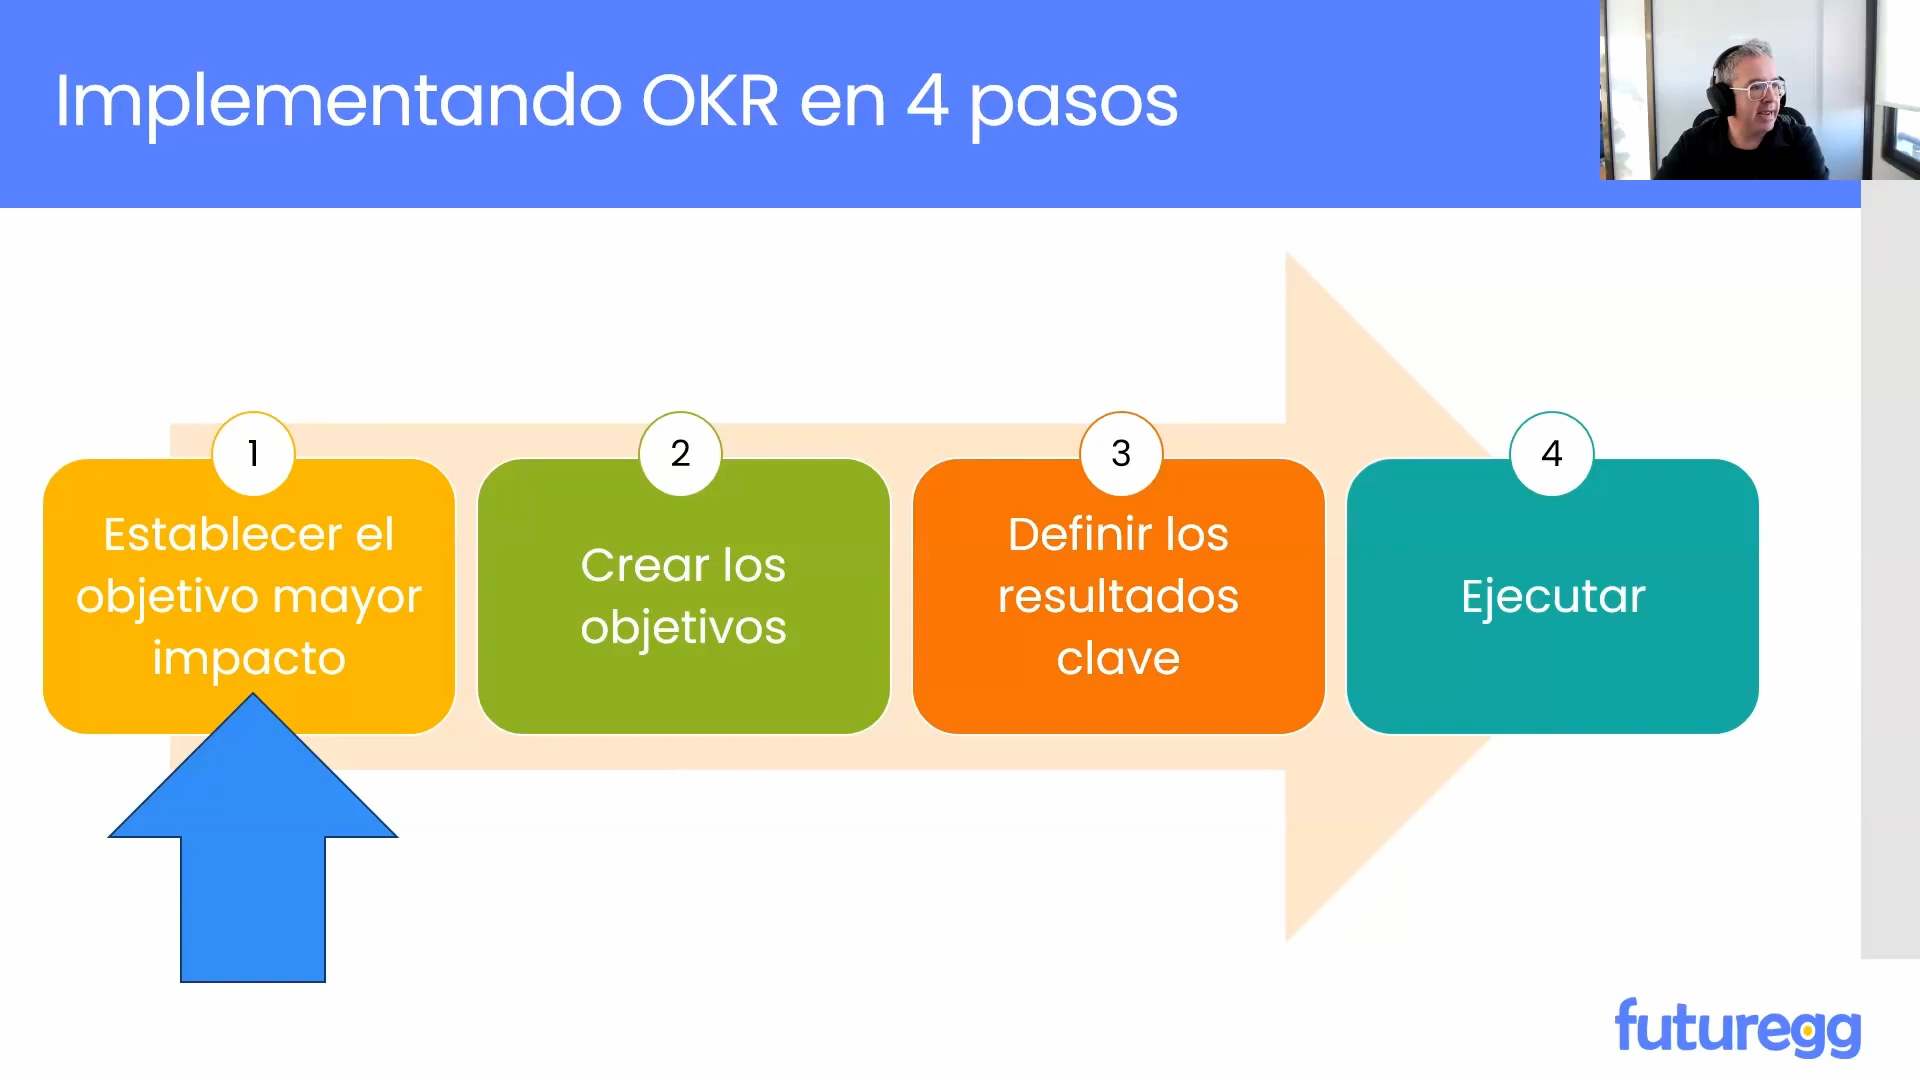 Implementando OKR en 4 pasos
1
Establecer el
objetivo mayor
impacto
2
Crear los
objetivos
3
Definir los
resultados
clave
4
Ejecutar
futuregg